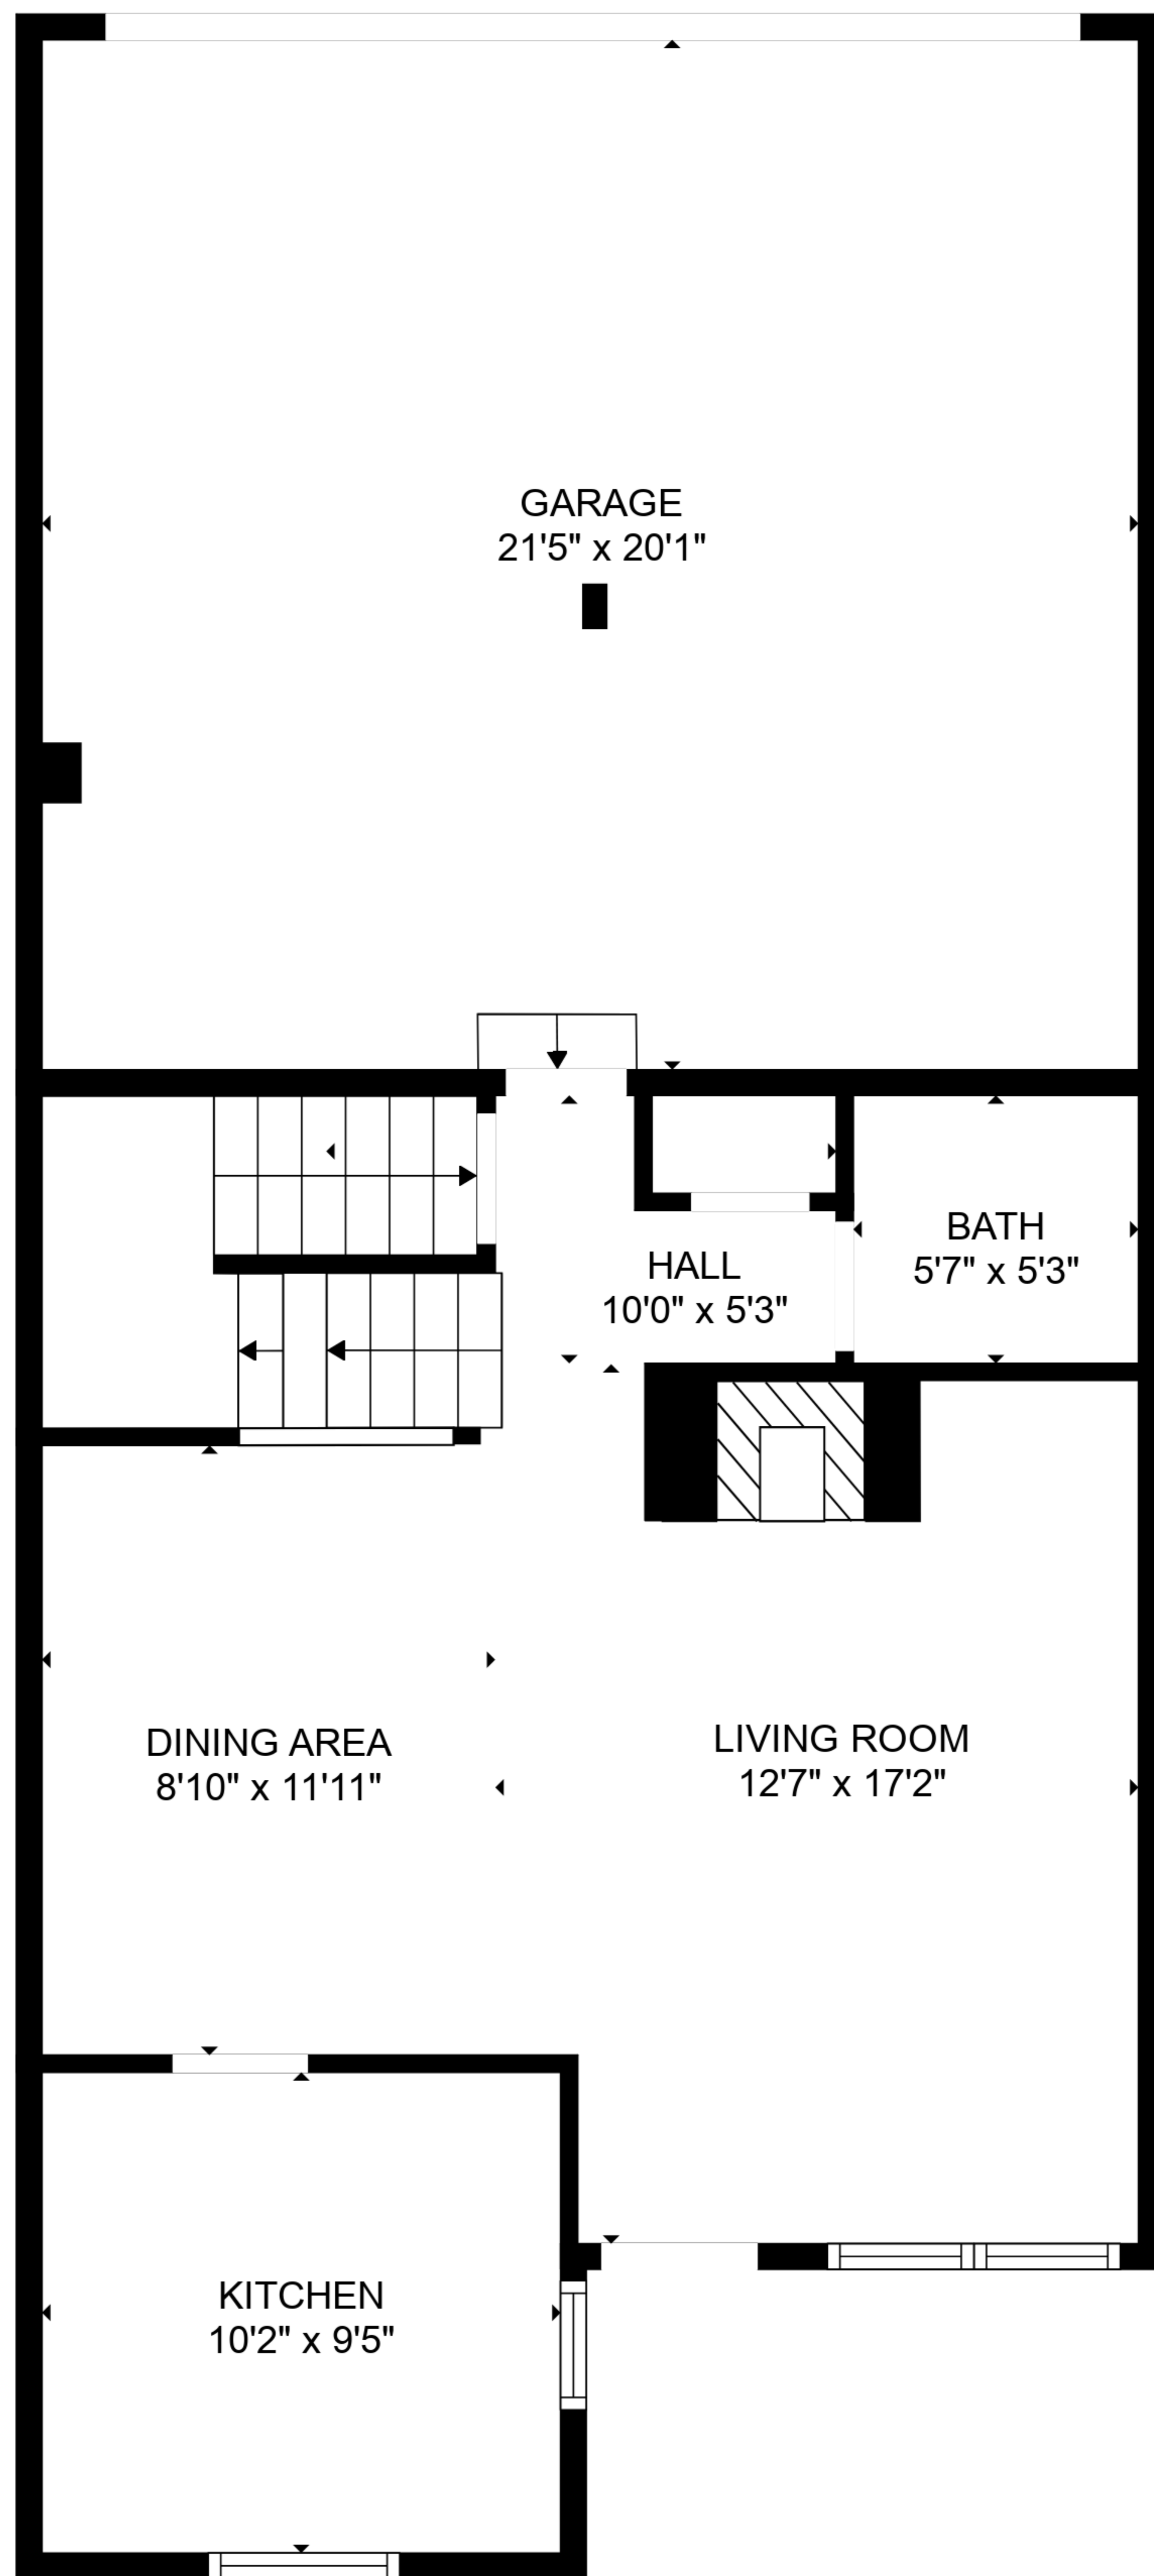 GARAGE
21'5" x 20'1"
BATH
5'7" x 5'3"
HALL
10'0" x 5'3"
DINING AREA
8'10" x 11'11"
LIVING ROOM
12'7" x 17'2"
KITCHEN
10'2" x 9'5"